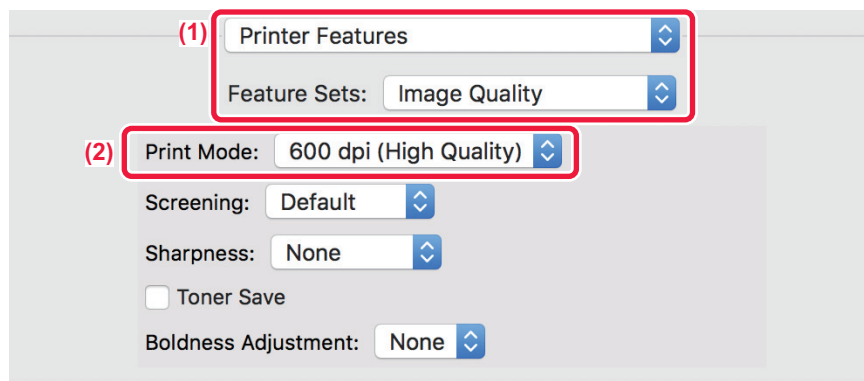 (1) Printer Features
Feature Sets: Image Quality
(2) Print Mode: 600 dpi (High Quality)
Screening: Default
Sharpness: None
Toner Save
Boldness Adjustment: None